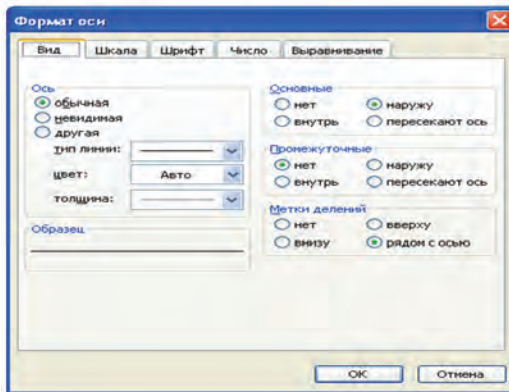 Формат оси
Вид Шкала Шрифт Число Выравнивание
Ось
обычная
невидимая
другая
тип линии:
цвет: Авто
толщина:
Образец
Основные
нет наружу
внутрь пересекают ось
Промежуточные
нет наружу
внутрь пересекают ось
Метки делений
нет вверху
внизу рядом с осью
ОК Отмена